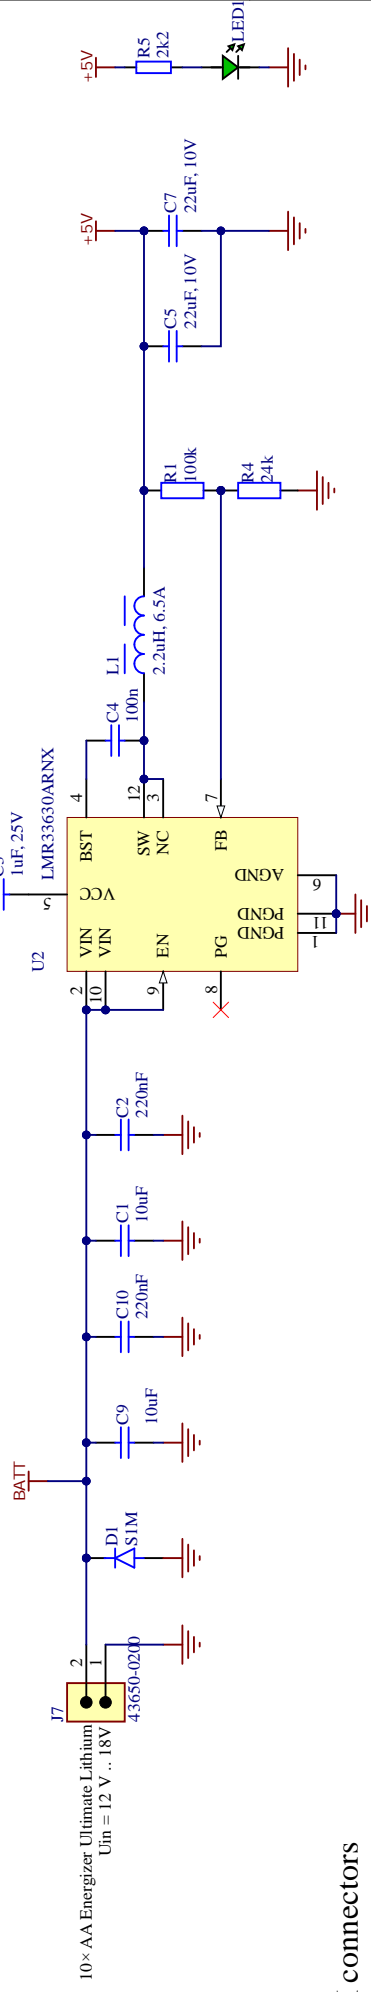 10× AA Energizer Ultimate Lithium
Uin = 12 V .. 18V
J7
2
1
43650-0200
D1
S1M
BATT
C9
10uF
C10
220nF
C1
10uF
C2
220nF
U2
LMR33630ARNX
2
VIN
10
VIN
9
EN
8
PG
5
VCC
1uF, 25V
4
BST
12
SW
3
NC
7
FB
AGND
6
PGND
11
PGND
1
C4
100n
L1
2.2uH, 6.5A
R1
100k
R4
24k
C5
22uF, 10V
C7
22uF, 10V
+5V
+5V
R5
2k2
LED1
connectors